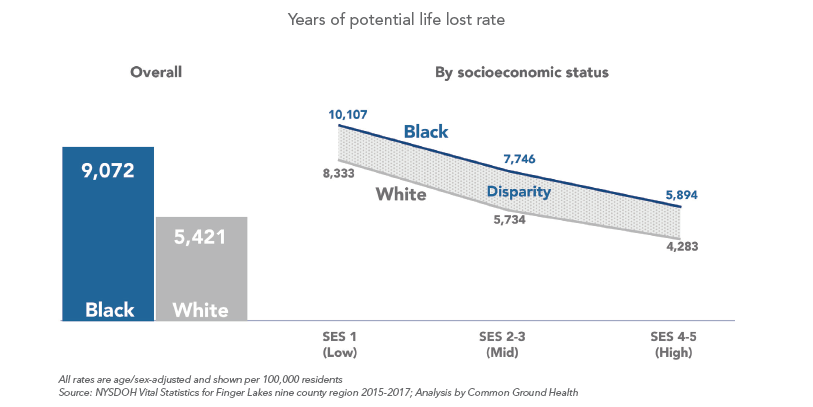 Years of potential life lost rate
Overall
By socioeconomic status
9,072
5,421
Black
White
10,107
Black
8,333
White
7,746
Disparity
5,734
5,894
4,283
SES 1
(Low)
SES 2-3
(Mid)
SES 4-5
(High)
All rates are age/sex-adjusted and shown per 100,000 residents
Source: NYSDOH Vital Statistics for Finger Lakes nine county region 2015-2017; Analysis by Common Ground Health